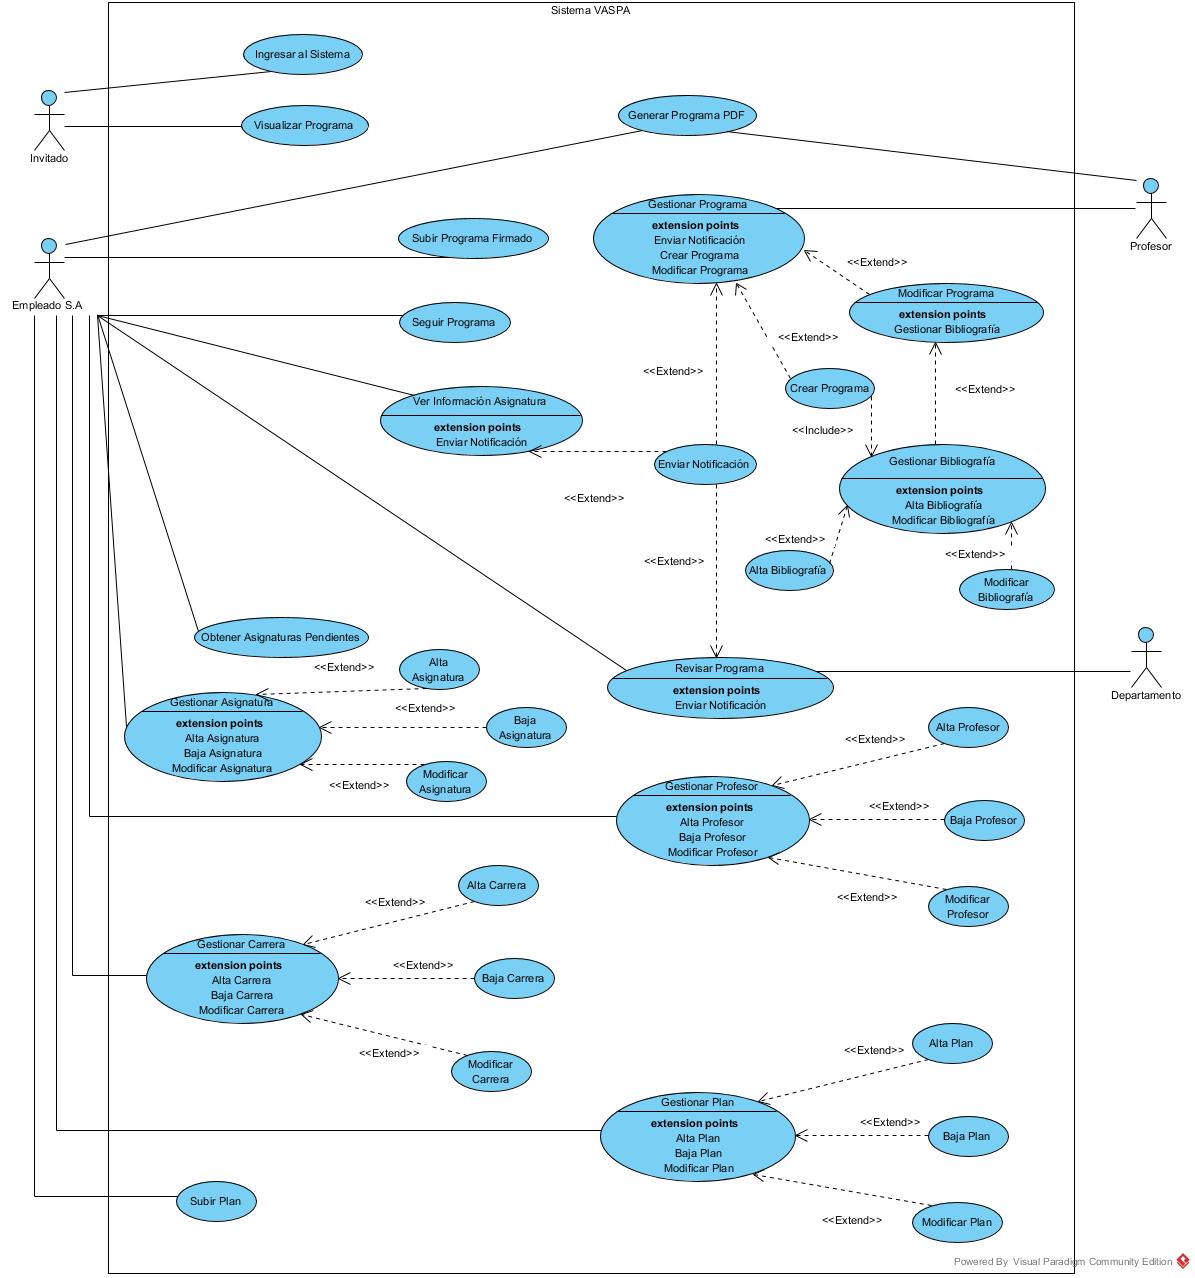 Sistema VASPA
Ingresar al Sistema
Visualizar Programa
Invitado
Generar Programa PDF
Profesor
Gestionar Programa
extension points
Enviar Notificación
Crear Programa
Modificar Programa
Subir Programa Firmado
Empleado S.A
<<Extend>>
Modificar Programa
extension points
Gestionar Bibliografía
Seguir Programa
<<Extend>>
<<Extend>>
Crear Programa
<<Extend>>
Ver Información Asignatura
extension points
Enviar Notificación
<<Include>>
Enviar Notificación
Gestionar Bibliografía
extension points
Alta Bibliografía
Modificar Bibliografía
<<Extend>>
<<Extend>>
<<Extend>>
<<Extend>>
Alta Bibliografía
Modificar
Bibliografía
Obtener Asignaturas Pendientes
<<Extend>>
Alta
Asignatura
Revisar Programa
extension points
Enviar Notificación
Departamento
Gestionar Asignatura
extension points
Alta Asignatura
Baja Asignatura
Modificar Asignatura
<<Extend>>
Baja
Asignatura
<<Extend>>
Modificar
Asignatura
Alta Profesor
<<Extend>>
Gestionar Profesor
extension points
Alta Profesor
Baja Profesor
Modificar Profesor
<<Extend>>
Baja Profesor
<<Extend>>
Modificar
Profesor
Alta Carrera
<<Extend>>
Gestionar Carrera
extension points
Alta Carrera
Baja Carrera
Modificar Carrera
<<Extend>>
Baja Carrera
<<Extend>>
Modificar
Carrera
Alta Plan
<<Extend>>
Gestionar Plan
extension points
Alta Plan
Baja Plan
Modificar Plan
<<Extend>>
Baja Plan
<<Extend>>
Modificar Plan
Subir Plan
Powered By Visual Paradigm Community Edition